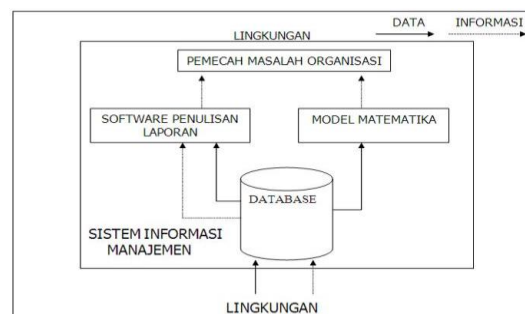 DATA
INFORMASI
LINGKUNGAN
PEMECAH MASALAH ORGANISASI
SOFTWARE PENULISAN
LAPORAN
MODEL MATEMATIKA
DATABASE
SISTEM INFORMASI
MANAJEMEN
LINGKUNGAN